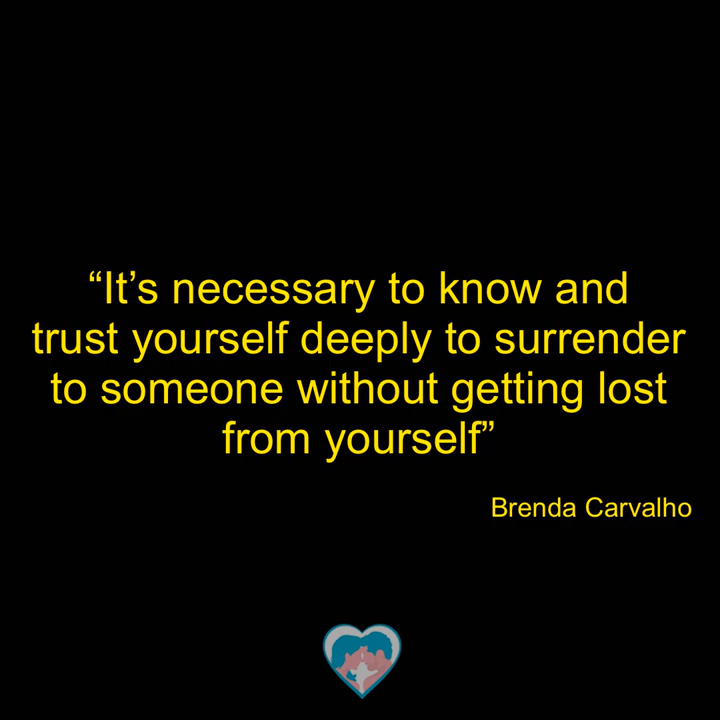 “It’s necessary to know and
trust yourself deeply to surrender
to someone without getting lost
from yourself”
Brenda Carvalho